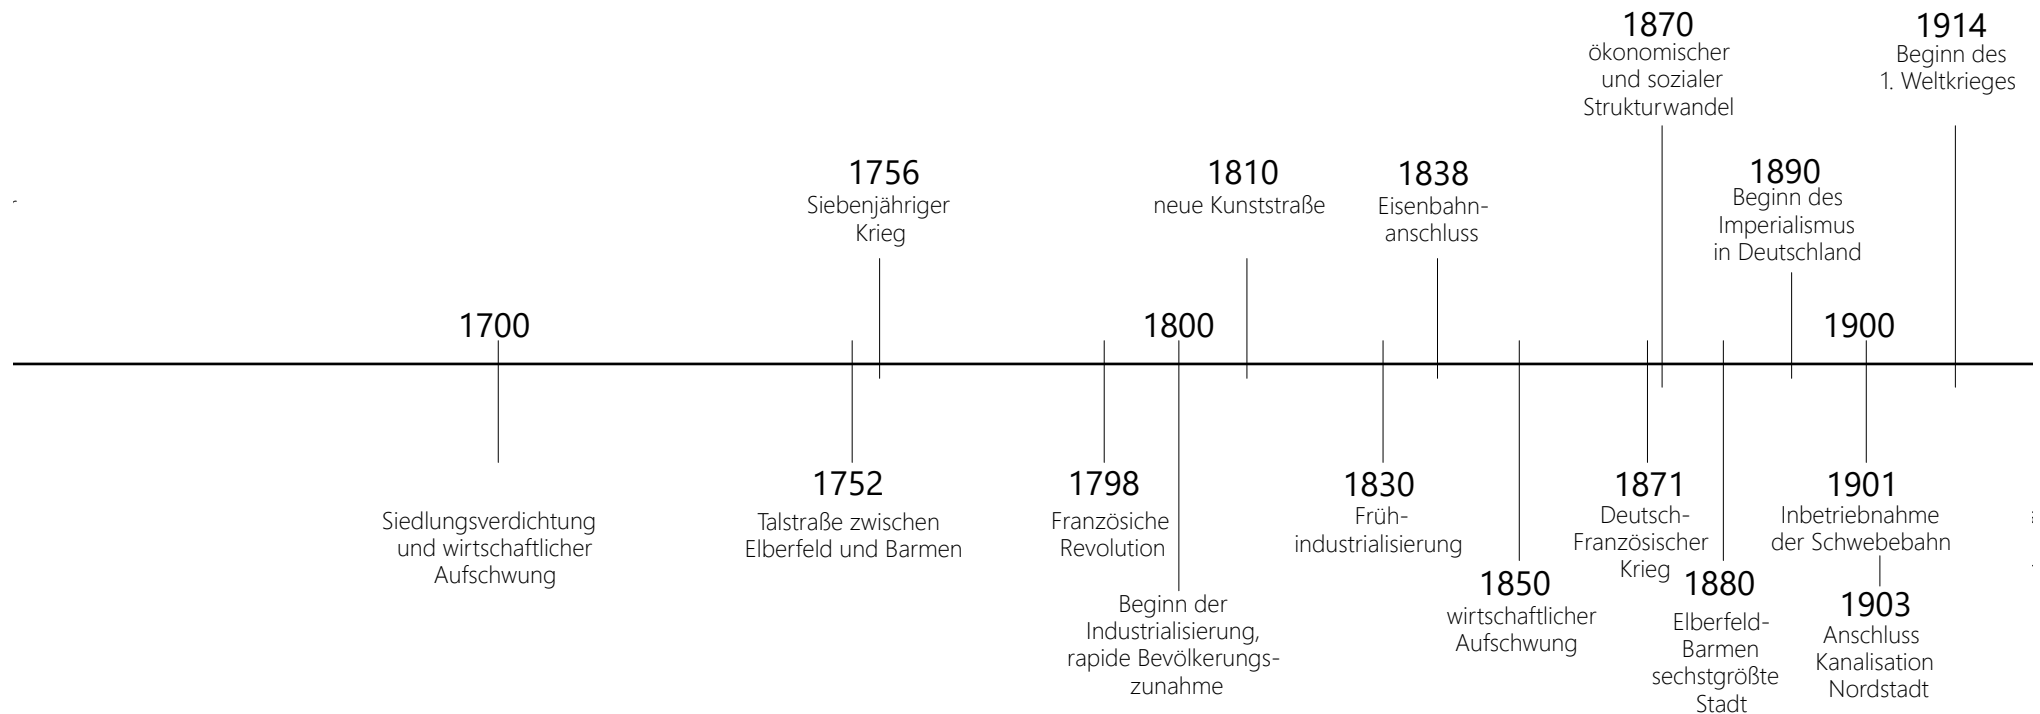 1870
ökonomischer
und sozialer
Strukturwandel
1914
Beginn des
1. Weltkrieges
1756
Siebenjähriger
Krieg
1810
neue Kunststraße
1838
Eisenbahn-
anschluss
1890
Beginn des
Imperialismus
in Deutschland
1700
1800
1900
Siedlungsverdichtung
und wirtschaftlicher
Aufschwung
1752
Talstraße zwischen
Elberfeld und Barmen
1798
Französiche
Revolution
Beginn der
Industrialisierung,
rapide Bevölkerungs-
zunahme
1830
Früh-
industrialisierung
1850
wirtschaftlicher
Aufschwung
1871
Deutsch-
Französischer
Krieg
1880
Elberfeld-
Barmen
sechstgrößte
Stadt
1901
Inbetriebnahme
der Schwebebahn
1903
Anschluss
Kanalisation
Nordstadt